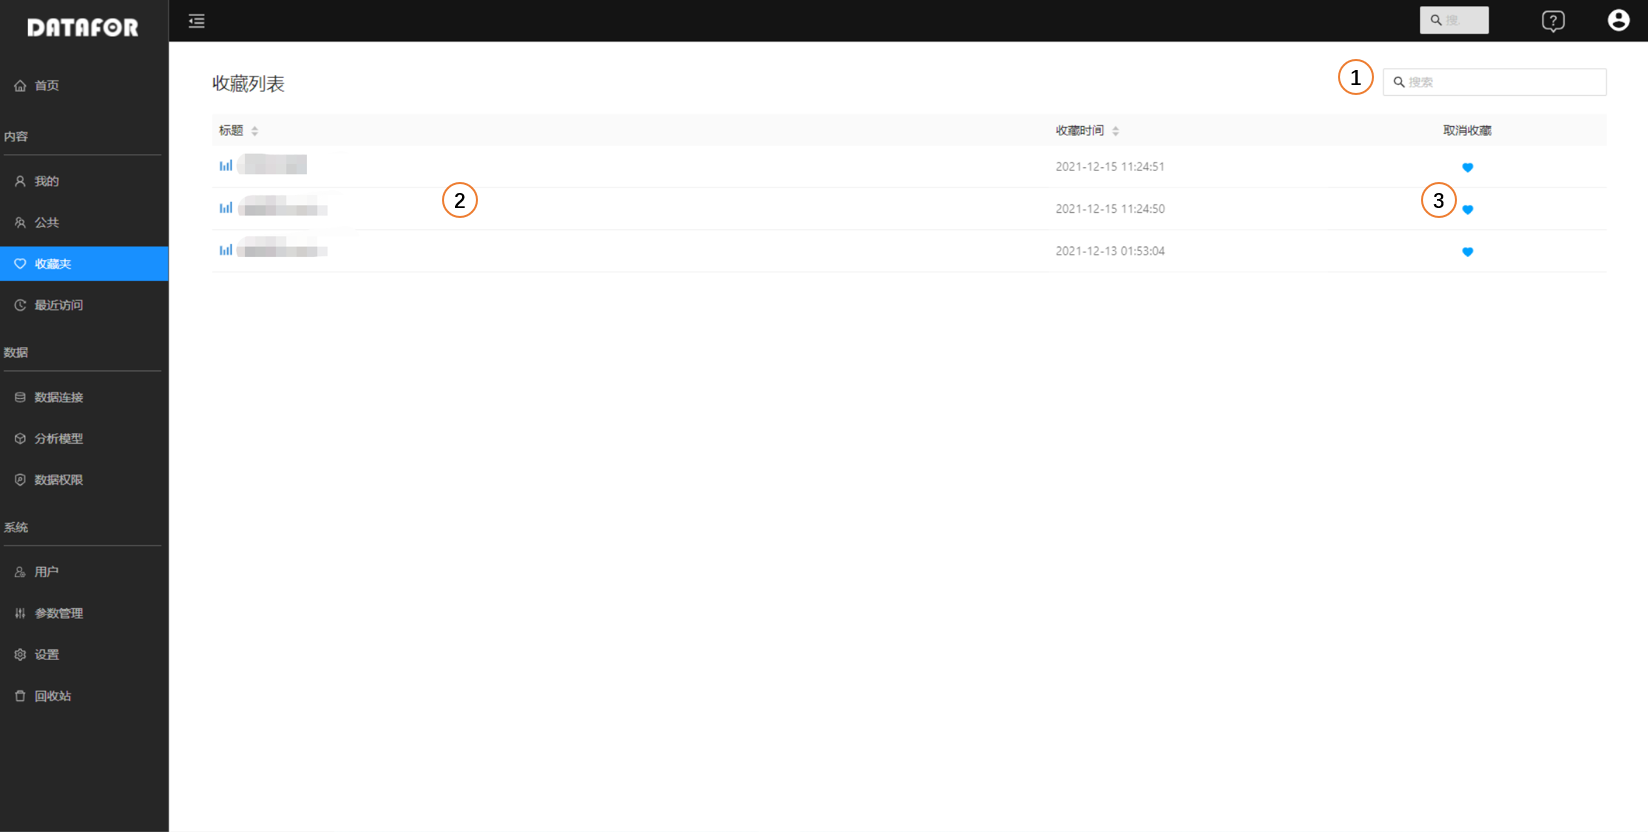 DATAFOR
搜
首页
内容
我的
公共
收藏夹
最近访问
数据
数据连接
分析模型
数据权限
系统
用户
参数管理
设置
回收站
收藏列表
1
搜索
标题 收藏时间 取消收藏
2021-12-15 11:24:51
2
2021-12-15 11:24:50
3
2021-12-13 01:53:04